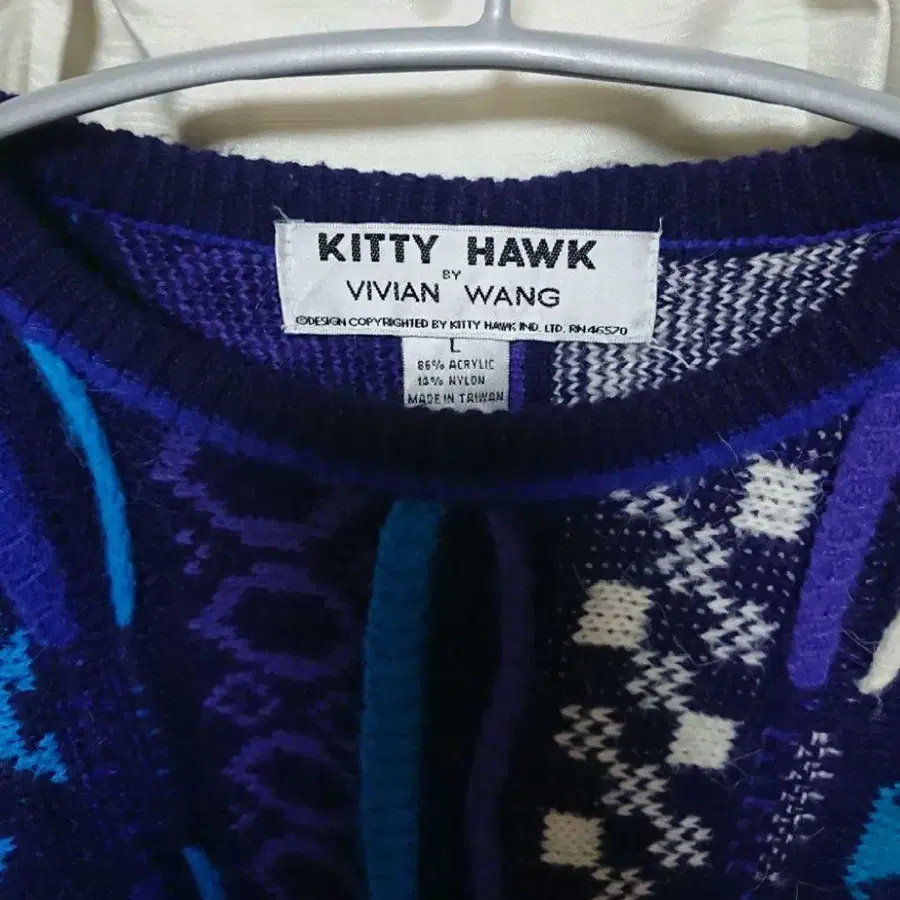 KITTY HAWK
BY
VIVIAN WANG
©DESIGN COPYRIGHTED BY KITTY HAWK IND. LTD. RN 46570
L
86% ACRYLIC
14% NYLON
MADE IN TAIWAN